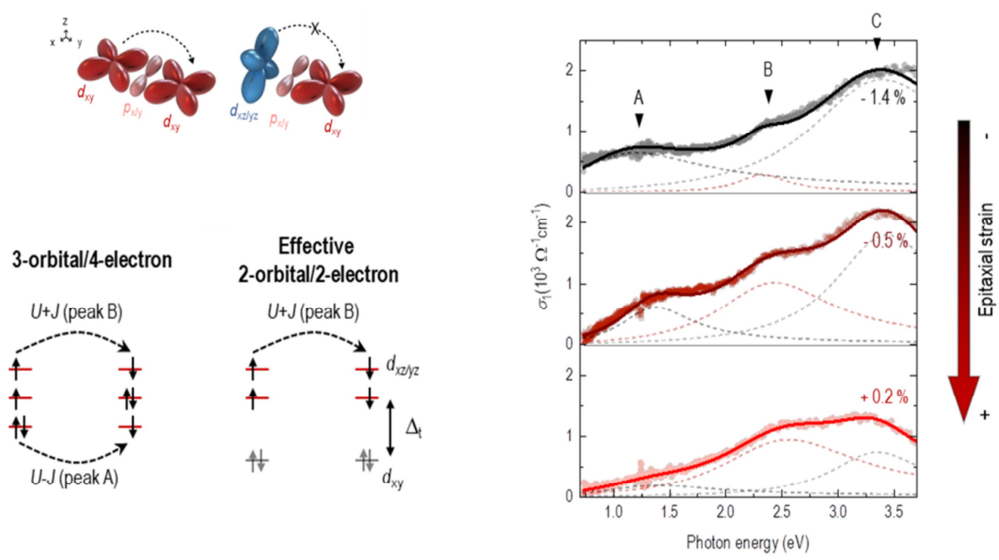 z
x y
X
dxy
px/y
dxy
dxz/yz
px/y
dxy
3-orbital/4-electron
U+J (peak B)
U-J (peak A)
Effective
2-orbital/2-electron
U+J (peak B)
dxz/yz
Δt
dxy
A
B
C
- 1.4 %
2
1
0
- 0.5 %
2
1
0
+ 0.2 %
2
1
0
σ1(10³ Ω⁻¹cm⁻¹)
1.0 1.5 2.0 2.5 3.0 3.5
Photon energy (eV)
-
Epitaxial strain
+